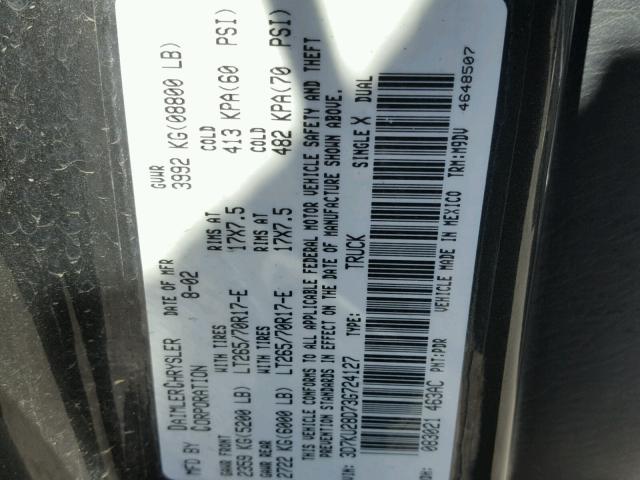 DAIMLERCHRYSLER CORPORATION
DATE OF MFR 8-02
GVWR 3992 KG(08800 LB)
GAWR FRONT WITH TIRES RIMS AT COLD
2359 KG(5200 LB) LT265/70R17-E 17X7.5 413 KPA(60 PSI)
GAWR REAR WITH TIRES RIMS AT COLD
2722 KG(6000 LB) LT265/70R17-E 17X7.5 482 KPA(70 PSI)
THIS VEHICLE CONFORMS TO ALL APPLICABLE FEDERAL MOTOR VEHICLE SAFETY AND THEFT
PREVENTION STANDARDS IN EFFECT ON THE DATE OF MANUFACTURE SHOWN ABOVE.
VIN: 3D7KU28D73G724127 TYPE: TRUCK SINGLE X DUAL
MDH: 083021 463AC PNT:PDR VEHICLE MADE IN MEXICO TRM:M9DV 4648507